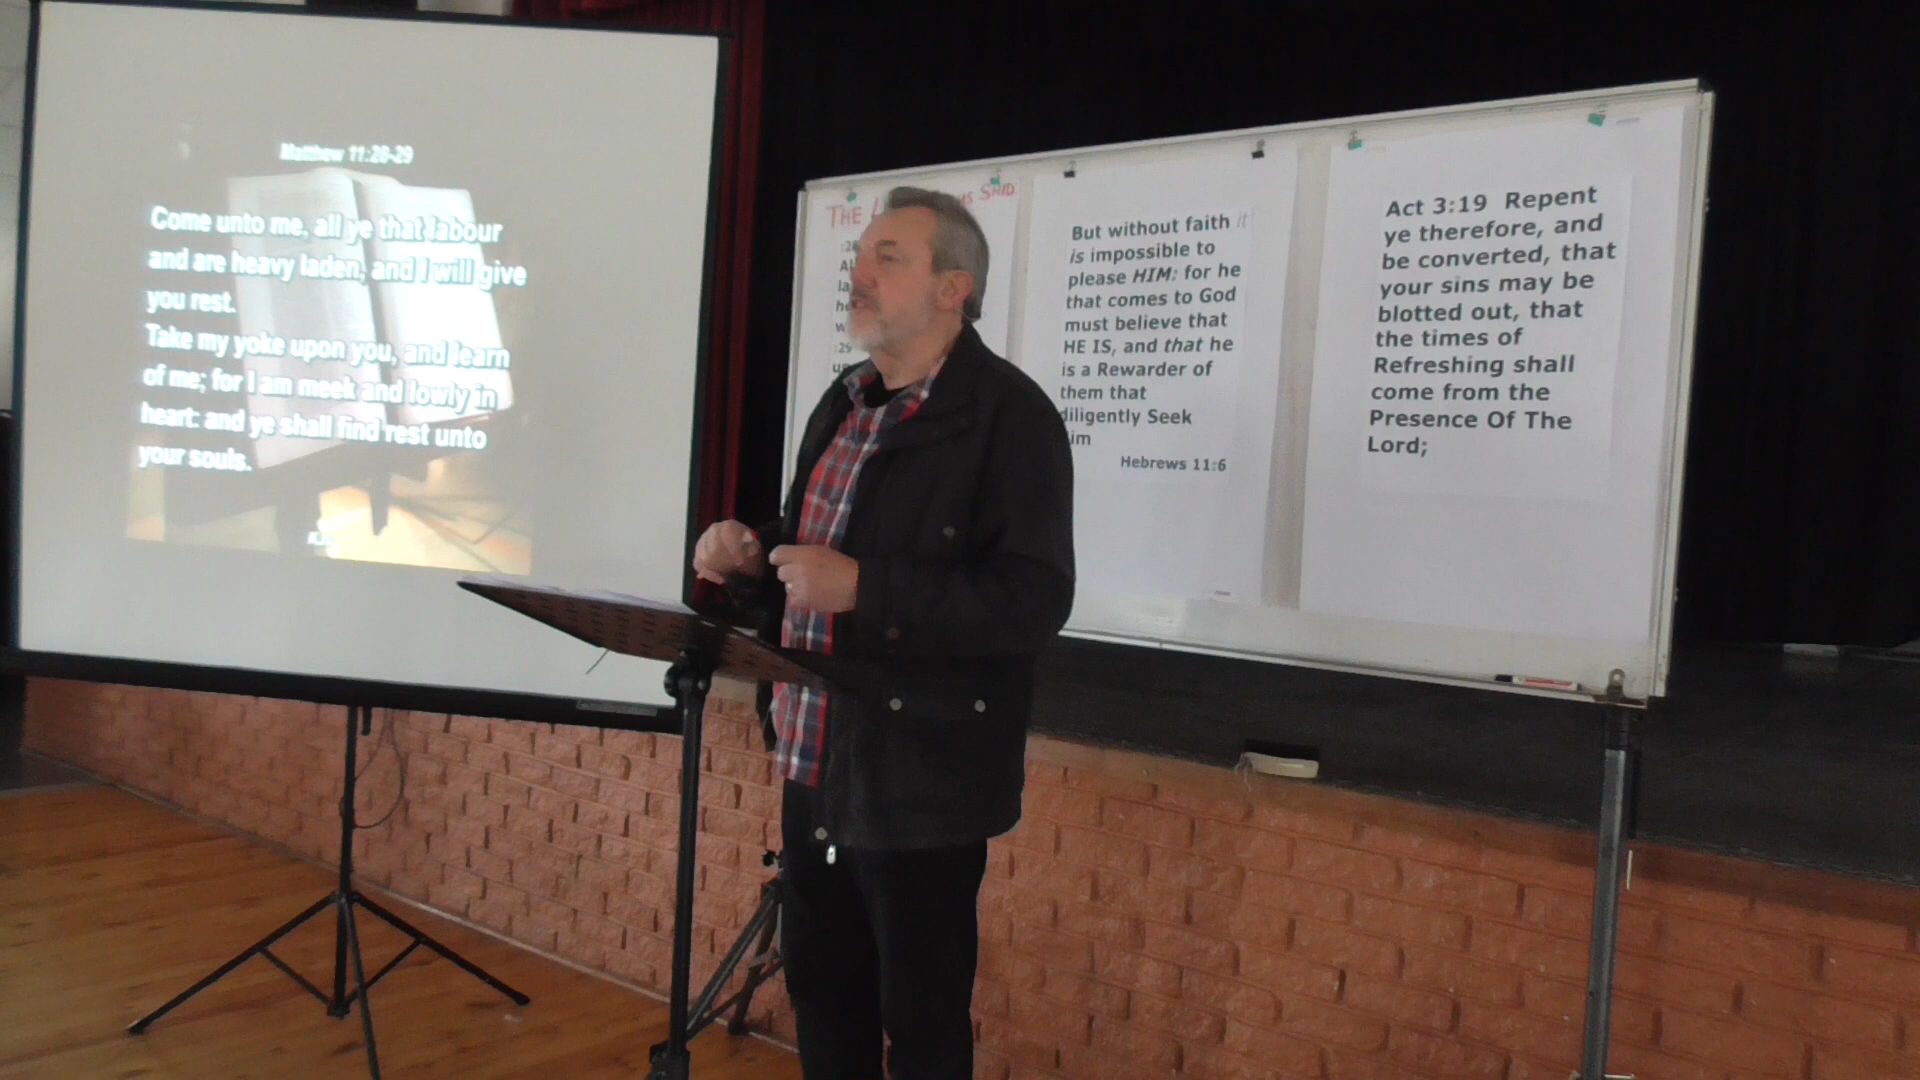 Matthew 11:28-29
Come unto me, all ye that labour
and are heavy laden, and I will give
you rest.
Take my yoke upon you, and learn
of me; for I am meek and lowly in
heart: and ye shall find rest unto
your souls.
THE
SAID
:29
But without faith it
is impossible to
please HIM: for he
that comes to God
must believe that
HE IS, and that he
is a Rewarder of
them that
diligently Seek
im
Hebrews 11:6
Act 3:19 Repent
ye therefore, and
be converted, that
your sins may be
blotted out, that
the times of
Refreshing shall
come from the
Presence Of The
Lord;